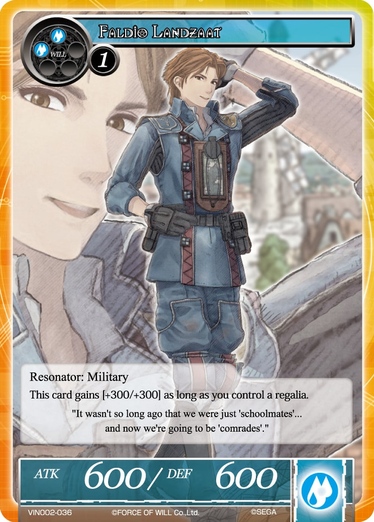 Faldio Landzaat
WILL
1
Resonator: Military
This card gains [+300/+300] as long as you control a regalia.
"It wasn't so long ago that we were just 'schoolmates'...
and now we're going to be 'comrades'."
ATK 600 / DEF 600
VIN002-036 ©FORCE OF WILL Co.,Ltd. ©SEGA